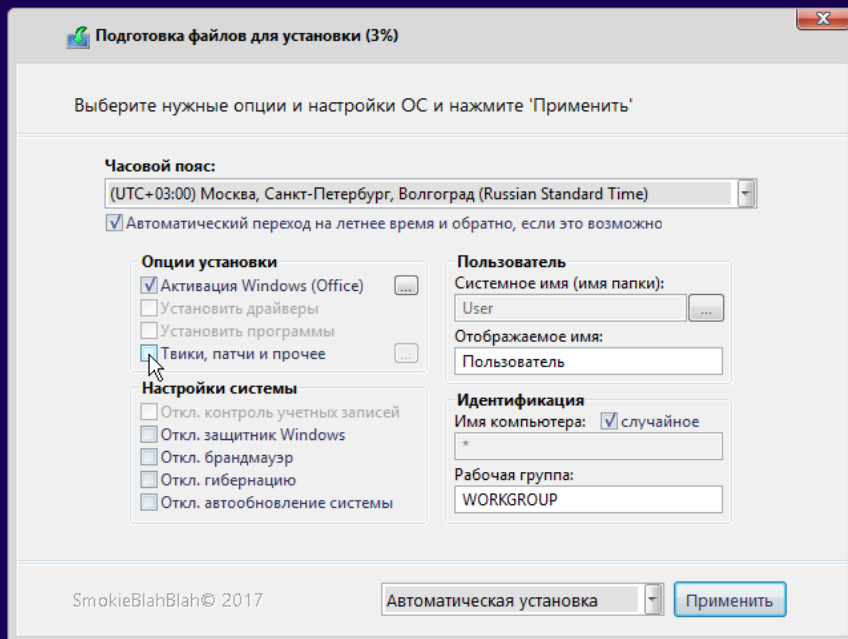 Подготовка файлов для установки (3%)
Выберите нужные опции и настройки ОС и нажмите 'Применить'
Часовой пояс:
(UTC+03:00) Москва, Санкт-Петербург, Волгоград (Russian Standard Time)
Автоматический переход на летнее время и обратно, если это возможно
Опции установки
Активация Windows (Office)
...
Установить драйверы
Установить программы
Твики, патчи и прочее
...
Настройки системы
Откл. контроль учетных записей
Откл. защитник Windows
Откл. брандмауэр
Откл. гибернацию
Откл. автообновление системы
Пользователь
Системное имя (имя папки):
User
...
Отображаемое имя:
Пользователь
Идентификация
Имя компьютера: случайное
*
Рабочая группа:
WORKGROUP
SmokieBlahBlah© 2017
Автоматическая установка
Применить